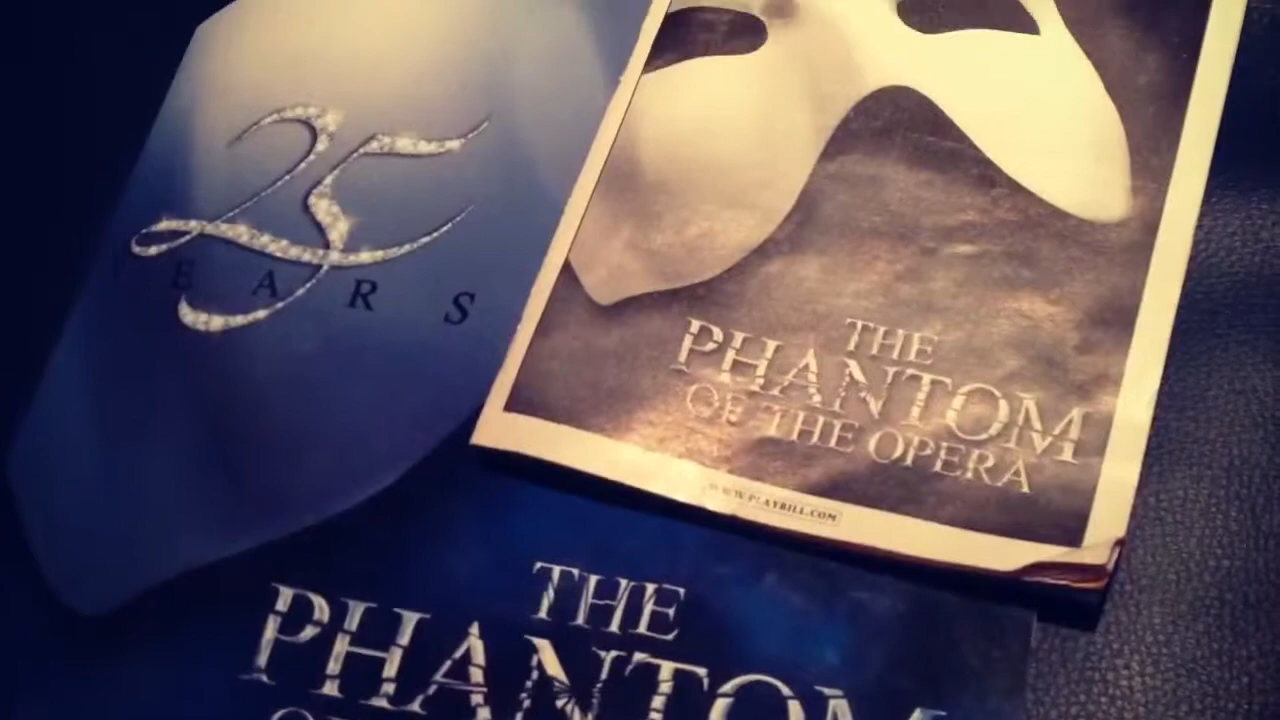 25
YEARS
THE
PHANTOM
OF THE OPERA
WWW.PLAYBILL.COM
THE
PHANTOM